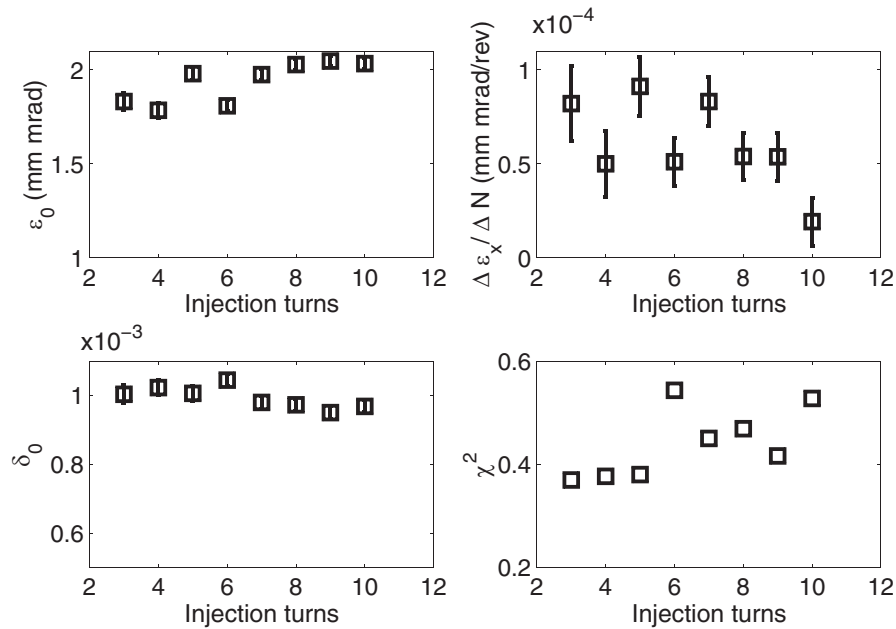 x10⁻⁴
2
1.5
1
ε₀ (mm mrad)
2 4 6 8 10 12
Injection turns
1
0.5
0
Δ εₓ/ Δ N (mm mrad/rev)
2 4 6 8 10 12
Injection turns
x10⁻³
1
0.8
0.6
δ₀
2 4 6 8 10 12
Injection turns
0.6
0.4
0.2
χ²
2 4 6 8 10 12
Injection turns